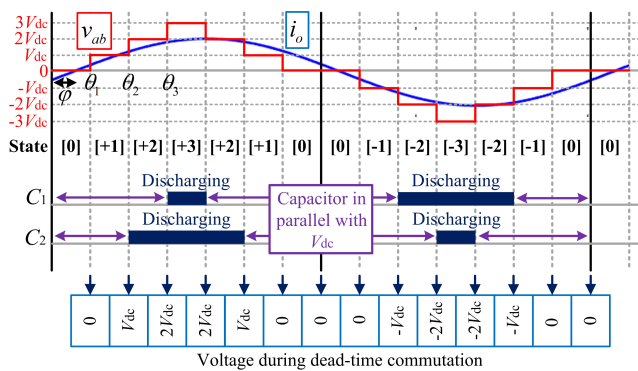 3Vdc
2Vdc
Vdc
0
-Vdc
-2Vdc
-3Vdc
vab
io
φ θ1 θ2 θ3
State [0] [+1] [+2] [+3] [+2] [+1] [0] [0] [-1] [-2] [-3] [-2] [-1] [0] [0]
Discharging Discharging
C1
Capacitor in parallel with Vdc
Discharging Discharging
C2
0 Vdc 2Vdc 2Vdc Vdc 0 0 0 -Vdc -2Vdc -2Vdc -Vdc 0 0
Voltage during dead-time commutation